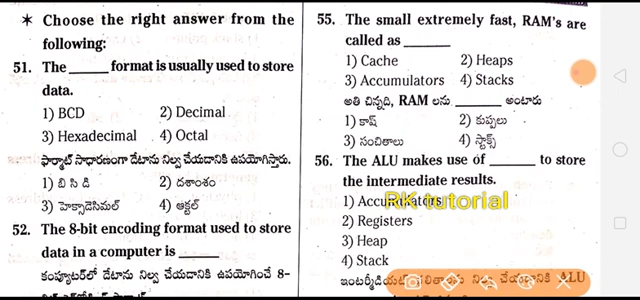 ✶ Choose the right answer from the
following:
51. The ______ format is usually used to store
data.
1) BCD 2) Decimal
3) Hexadecimal 4) Octal
ఫార్మాట్ సాధారణంగా డేటాను నిల్వ చేయడానికి ఉపయోగిస్తారు.
1) బి సి డి 2) దశాంశం
3) హెక్సాడెసిమల్ 4) ఆక్టల్
52. The 8-bit encoding format used to store
data in a computer is ______
కంప్యూటర్‌లో డేటాను నిల్వ చేయడానికి ఉపయోగించే 8-
55. The small extremely fast, RAM's are
called as ______
1) Cache 2) Heaps
3) Accumulators 4) Stacks
అతి చిన్నది, RAM లను ______ అంటారు
1) కాష్ 2) కుప్పలు
3) సంచితాలు 4) స్టాక్స్
56. The ALU makes use of ______ to store
the intermediate results.
1) Accumulators
RK tutorial
2) Registers
3) Heap
4) Stack
ALU